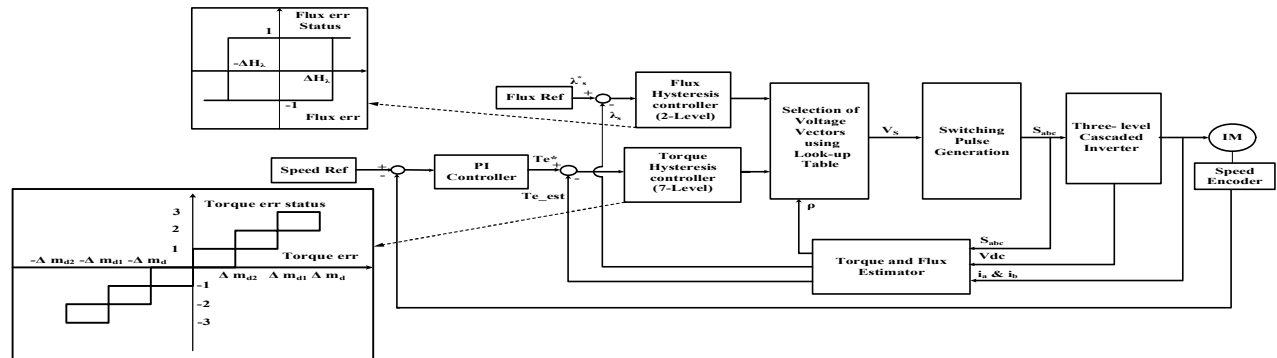 Flux err
Status
1
-ΔHλ
ΔHλ
-1
Flux err
Flux Ref
λ*s
+
-
λs
Flux
Hysteresis
controller
(2-Level)
Selection of
Voltage
Vectors
using
Look-up
Table
Vs
Switching
Pulse
Generation
Sabc
Three- level
Cascaded
Inverter
IM
Speed
Encoder
Speed Ref
+
-
PI
Controller
Te*
+
-
Te_est
Torque
Hysteresis
controller
(7-Level)
ρ
Torque and Flux
Estimator
Sabc
Vdc
ia & ib
Torque err status
3
2
1
Torque err
-Δ md2 -Δ md1 -Δ md
Δ md2 Δ md1 Δ md
-1
-2
-3